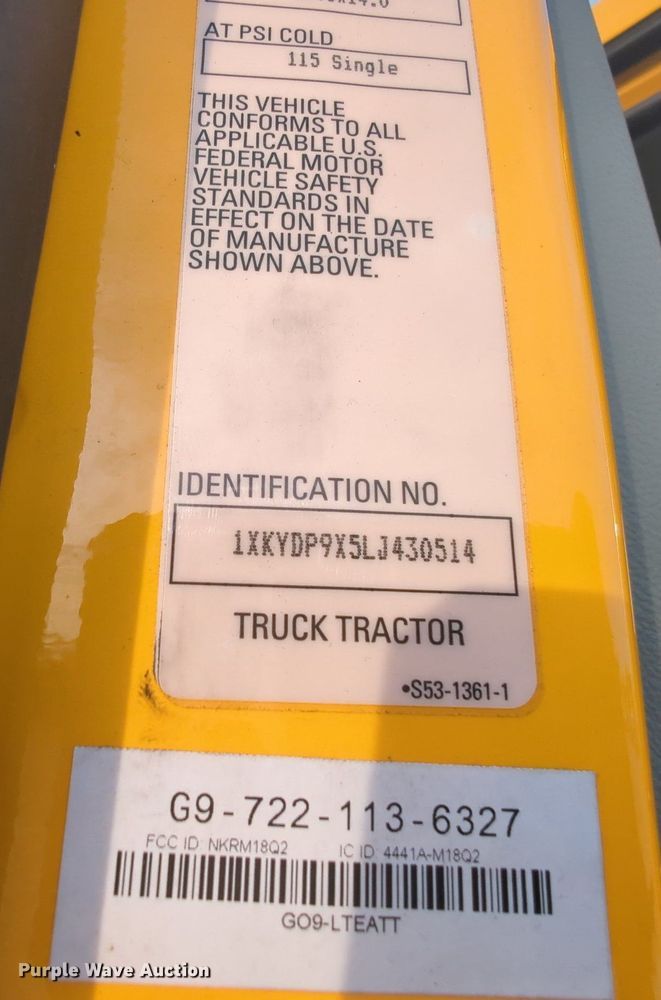 AT PSI COLD
115 Single
THIS VEHICLE
CONFORMS TO ALL
APPLICABLE U.S.
FEDERAL MOTOR
VEHICLE SAFETY
STANDARDS IN
EFFECT ON THE DATE
OF MANUFACTURE
SHOWN ABOVE.
IDENTIFICATION NO.
1XKYDP9X5LJ430514
TRUCK TRACTOR
•S53-1361-1
G9-722-113-6327
FCC ID: NKRM18Q2 IC ID: 4441A-M18Q2
GO9-LTEATT
Purple Wave Auction